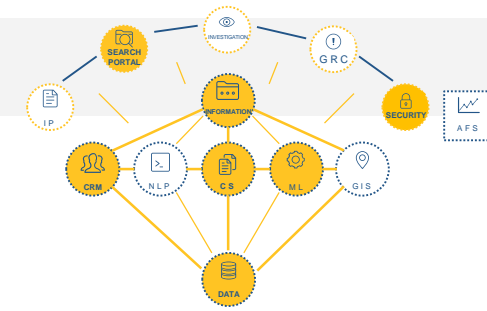 INVESTIGATION
SEARCH
PORTAL
GRC
IP
INFORMATION
SECURITY
AFS
CRM
NLP
CS
ML
GIS
DATA